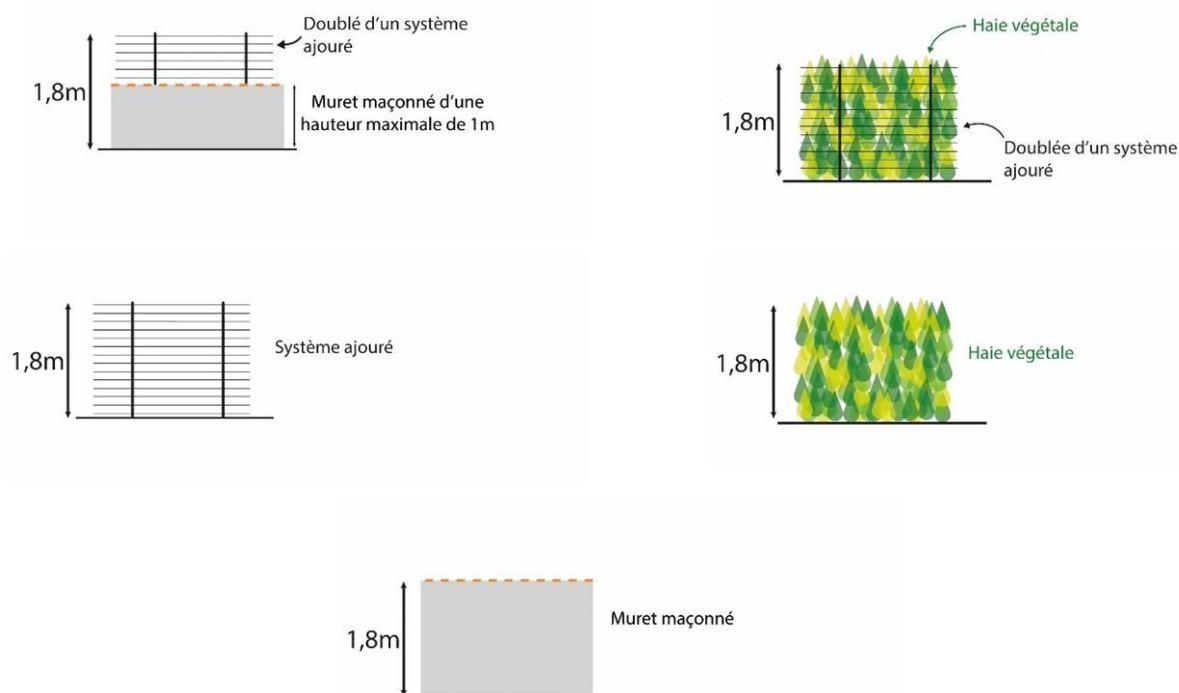 Doublé d'un système
ajouré
1,8m
Muret maçonné d'une
hauteur maximale de 1m
Haie végétale
1,8m
Doublée d'un système
ajouré
1,8m
Système ajouré
1,8m
Haie végétale
1,8m
Muret maçonné